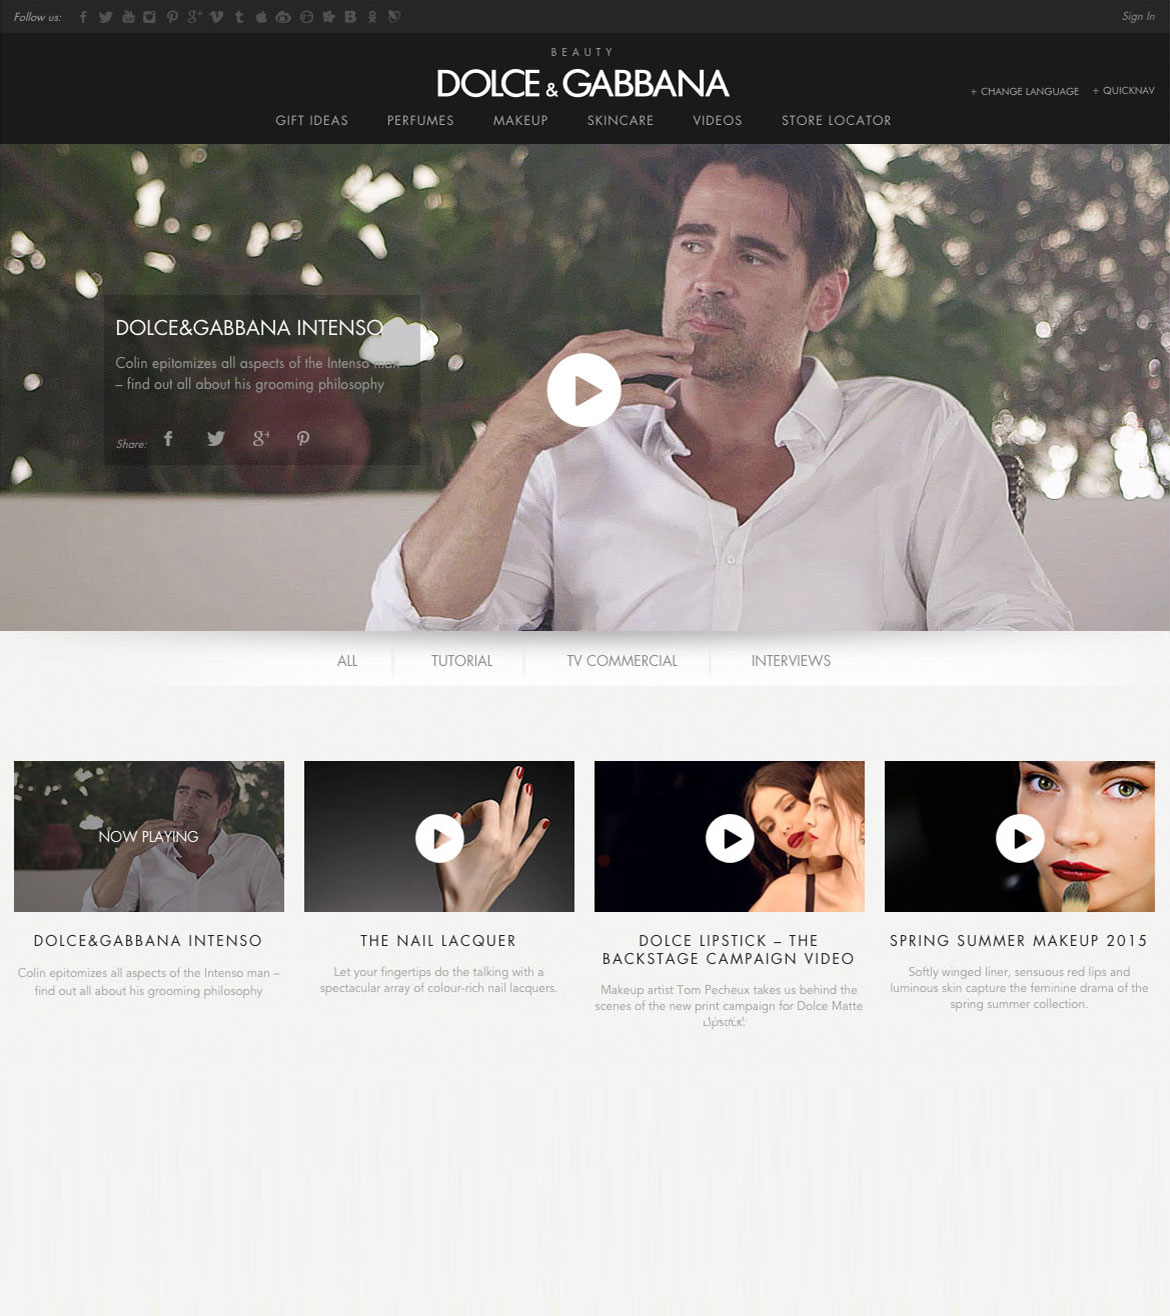 Follow us:
Sign In
BEAUTY
DOLCE & GABBANA
+ CHANGE LANGUAGE
+ QUICKNAV
GIFT IDEAS
PERFUMES
MAKEUP
SKINCARE
VIDEOS
STORE LOCATOR
DOLCE&GABBANA INTENSO
Colin epitomizes all aspects of the Intenso man
– find out all about his grooming philosophy
Share:
ALL
TUTORIAL
TV COMMERCIAL
INTERVIEWS
NOW PLAYING
DOLCE&GABBANA INTENSO
Colin epitomizes all aspects of the Intenso man –
find out all about his grooming philosophy
THE NAIL LACQUER
Let your fingertips do the talking with a
spectacular array of colour-rich nail lacquers.
DOLCE LIPSTICK – THE
BACKSTAGE CAMPAIGN VIDEO
Makeup artist Tom Pecheux takes us behind the
scenes of the new print campaign for Dolce Matte
SPRING SUMMER MAKEUP 2015
Softly winged liner, sensuous red lips and
luminous skin capture the feminine drama of the
spring summer collection.